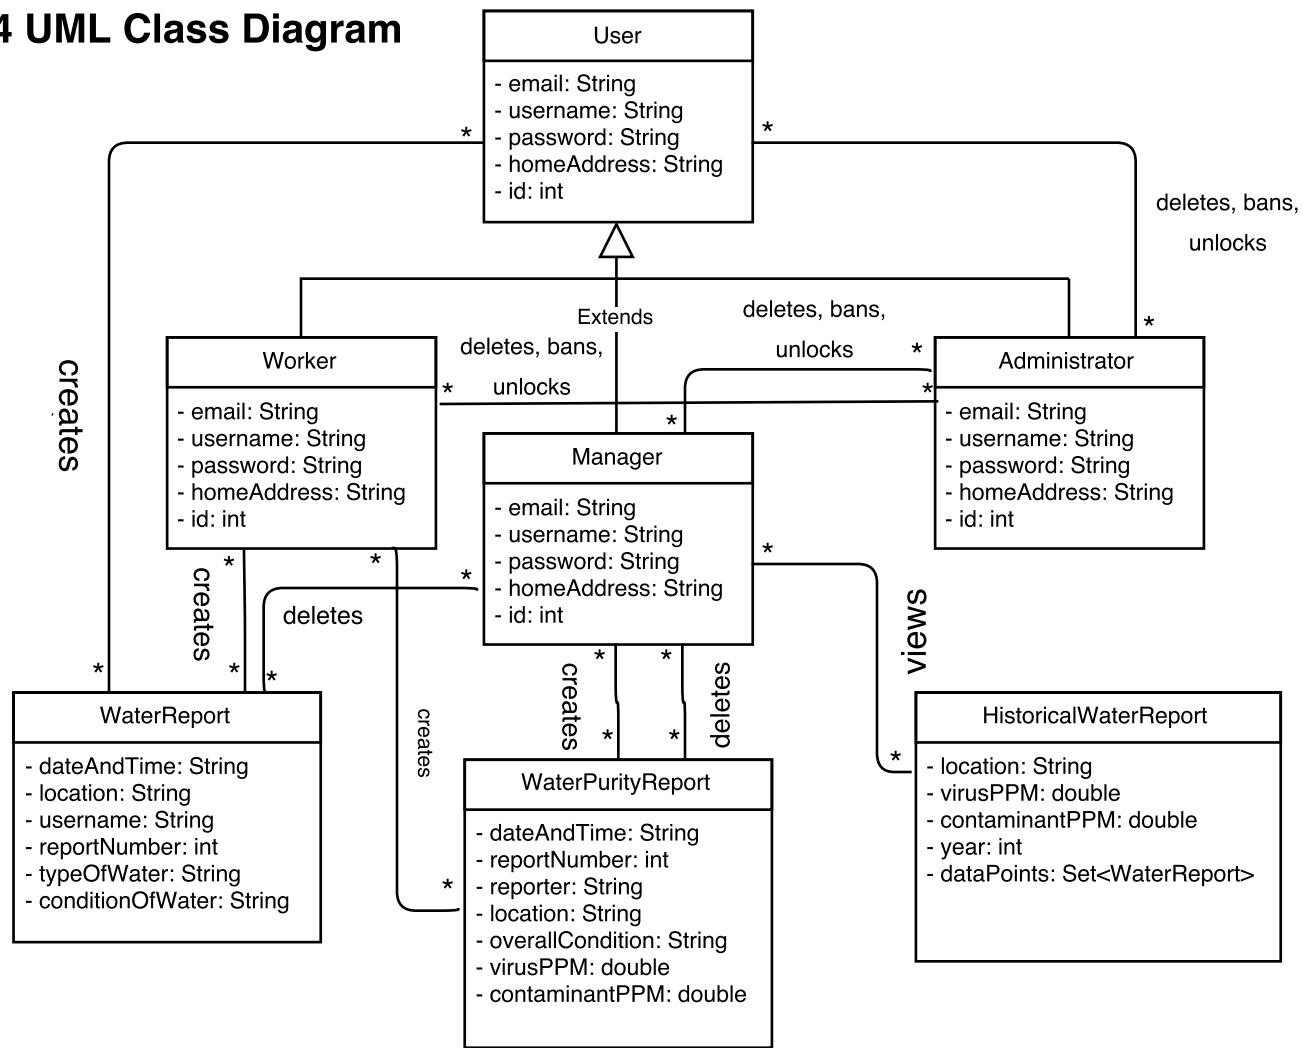 4 UML Class Diagram
User
- email: String
- username: String
- password: String
- homeAddress: String
- id: int
*
*
deletes, bans,
unlocks
*
Extends
deletes, bans,
unlocks
*
*
*
deletes, bans,
unlocks
*
creates
Worker
- email: String
- username: String
- password: String
- homeAddress: String
- id: int
Administrator
- email: String
- username: String
- password: String
- homeAddress: String
- id: int
Manager
- email: String
- username: String
- password: String
- homeAddress: String
- id: int
*
*
*
*
creates
deletes
views
*
*
*
*
*
creates
creates
deletes
*
*
*
*
WaterReport
- dateAndTime: String
- location: String
- username: String
- reportNumber: int
- typeOfWater: String
- conditionOfWater: String
WaterPurityReport
- dateAndTime: String
- reportNumber: int
- reporter: String
- location: String
- overallCondition: String
- virusPPM: double
- contaminantPPM: double
HistoricalWaterReport
- location: String
- virusPPM: double
- contaminantPPM: double
- year: int
- dataPoints: Set<WaterReport>